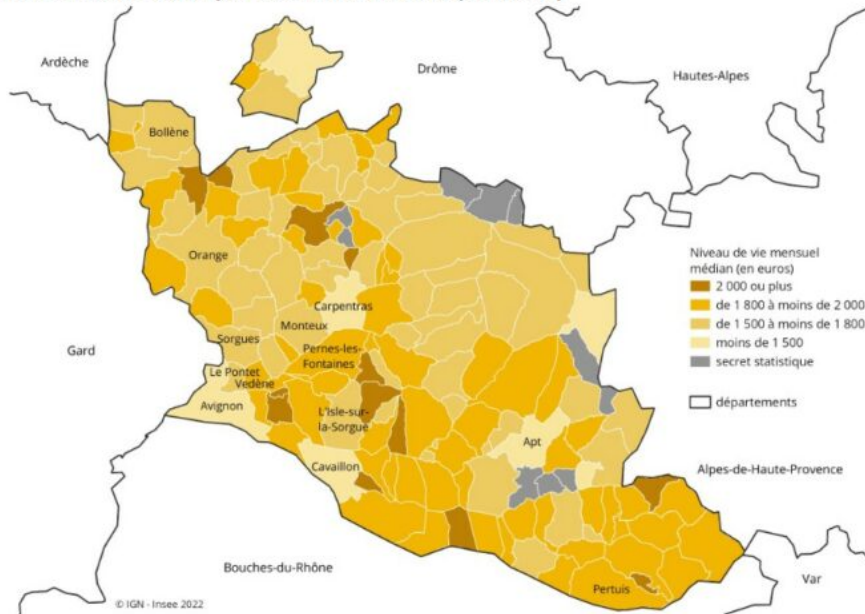 Ardèche
Drôme
Hautes-Alpes
Bollène
Orange
Carpentras
Monteux
Sorgues
Pernes-les-
Fontaines
Gard
Le Pontet
Vedène
Avignon
L'Isle-sur-
la-Sorgue
Cavaillon
Apt
Niveau de vie mensuel
médian (en euros)
2 000 ou plus
de 1 800 à moins de 2 000
de 1 500 à moins de 1 800
moins de 1 500
secret statistique
départements
Alpes-de-Haute-Provence
Bouches-du-Rhône
Pertuis
Var
© IGN - Insee 2022